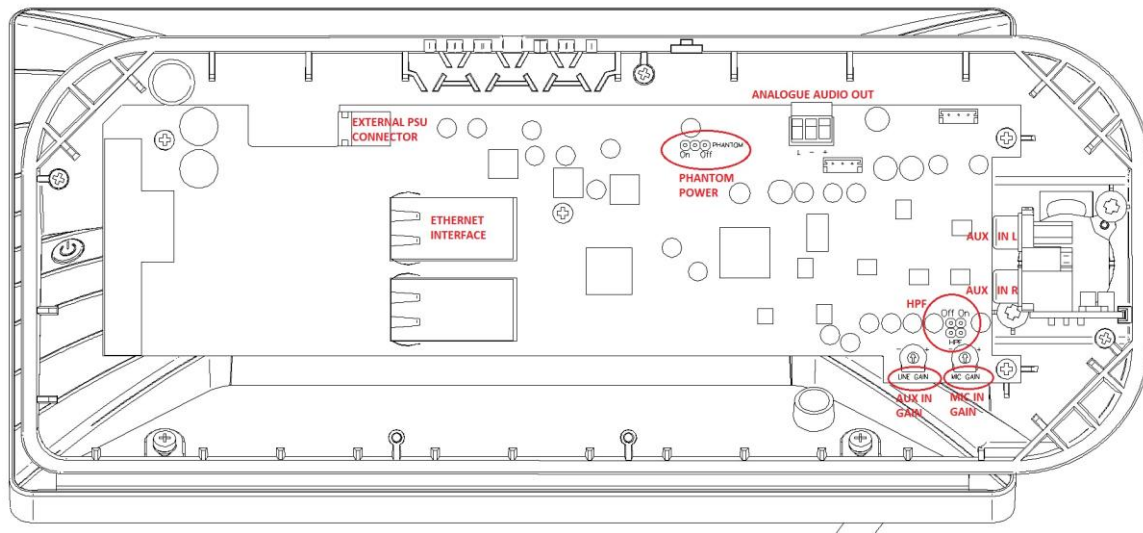 ANALOGUE AUDIO OUT
EXTERNAL PSU
CONNECTOR
PHANTOM
On Off
L - +
PHANTOM
POWER
ETHERNET
INTERFACE
AUX IN L
AUX IN R
HPF
Off On
HPF
- + - +
LINE GAIN
MIC GAIN
AUX IN
GAIN
MIC IN
GAIN